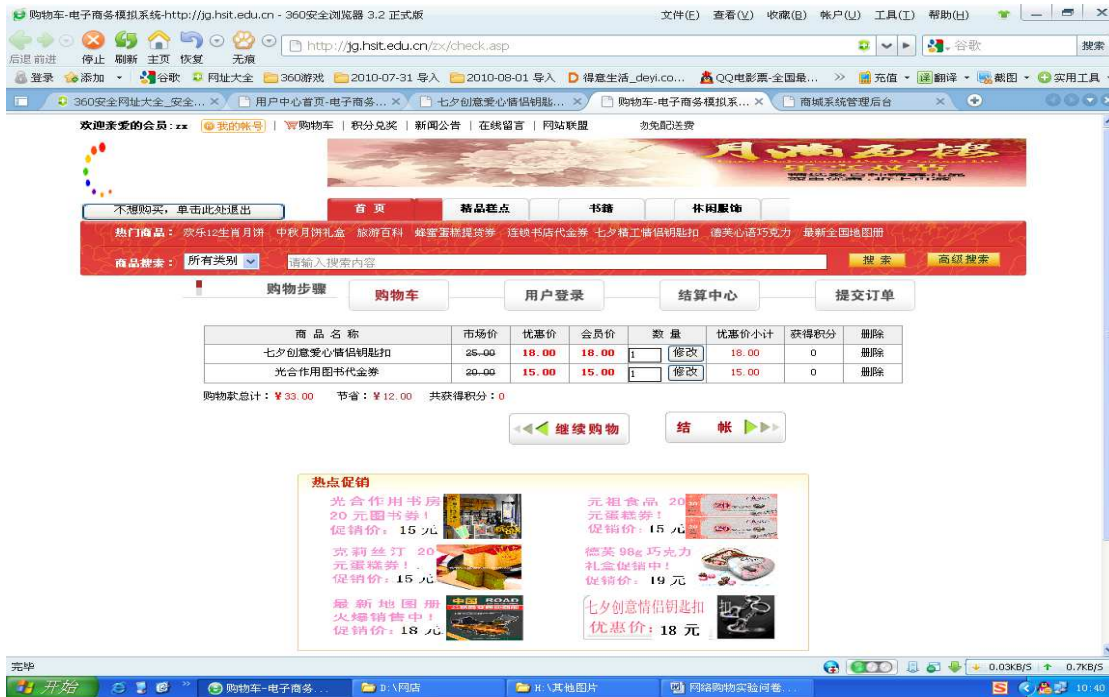 购物车-电子商务模拟系统-http://jg.hsit.edu.cn - 360安全浏览器 3.2 正式版
文件(F) 查看(V) 收藏(B) 帐户(U) 工具(T) 帮助(H)
http://jg.hsit.edu.cn/zx/check.asp
谷歌
搜索
后退 前进 停止 刷新 主页 恢复 无痕
登录 添加 谷歌 网址大全 360游戏 2010-07-31 导入 2010-08-01 导入 得意生活_deyi.co... QQ电影票-全国最... 充值 翻译 截图 实用工具
360安全网址大全_安全... 用户中心首页-电子商务... 七夕创意爱心情侣钥匙... 购物车-电子商务模拟系... 商城系统管理后台
欢迎亲爱的会员:zx 我的帐号 | 购物车 | 积分兑奖 | 新闻公告 | 在线留言 | 网站联盟 勿免配送费
不想购买,单击此处退出
首 页 精品糕点 书籍 休闲服饰
热门商品: 欢乐12生肖月饼 中秋月饼礼盒 旅游百科 蜂蜜蛋糕提货券 连锁书店代金券 七夕精工情侣钥匙扣 德芙心语巧克力 最新全国地图册
商品搜索: 所有类别 请输入搜索内容 搜 索 高级搜索
购物步骤 购物车 用户登录 结算中心 提交订单
商 品 名 称 市场价 优惠价 会员价 数 量 优惠价小计 获得积分 删除
七夕创意爱心情侣钥匙扣 25.00 18.00 18.00 1 修改 18.00 0 删除
光合作用图书代金券 20.00 15.00 15.00 1 修改 15.00 0 删除
购物款总计:¥33.00 节省:¥12.00 共获得积分:0
继续购物 结 帐
热点促销
光合作用书房
20 元图书券!
促销价: 15 元
元祖食品 20
元蛋糕券!
促销价: 15 元
克莉丝汀 20
元蛋糕券!
促销价: 15 元
德芙 98g 巧克力
礼盒促销中!
促销价: 19 元
最新地图册
火爆销售中!
促销价: 18 元
七夕创意情侣钥匙扣
优惠价: 18 元
完毕
0.03KB/S 0.7KB/S
开始 购物车-电子商务... D:\网店 H:\其他图片 网络购物实验问卷... 10:40